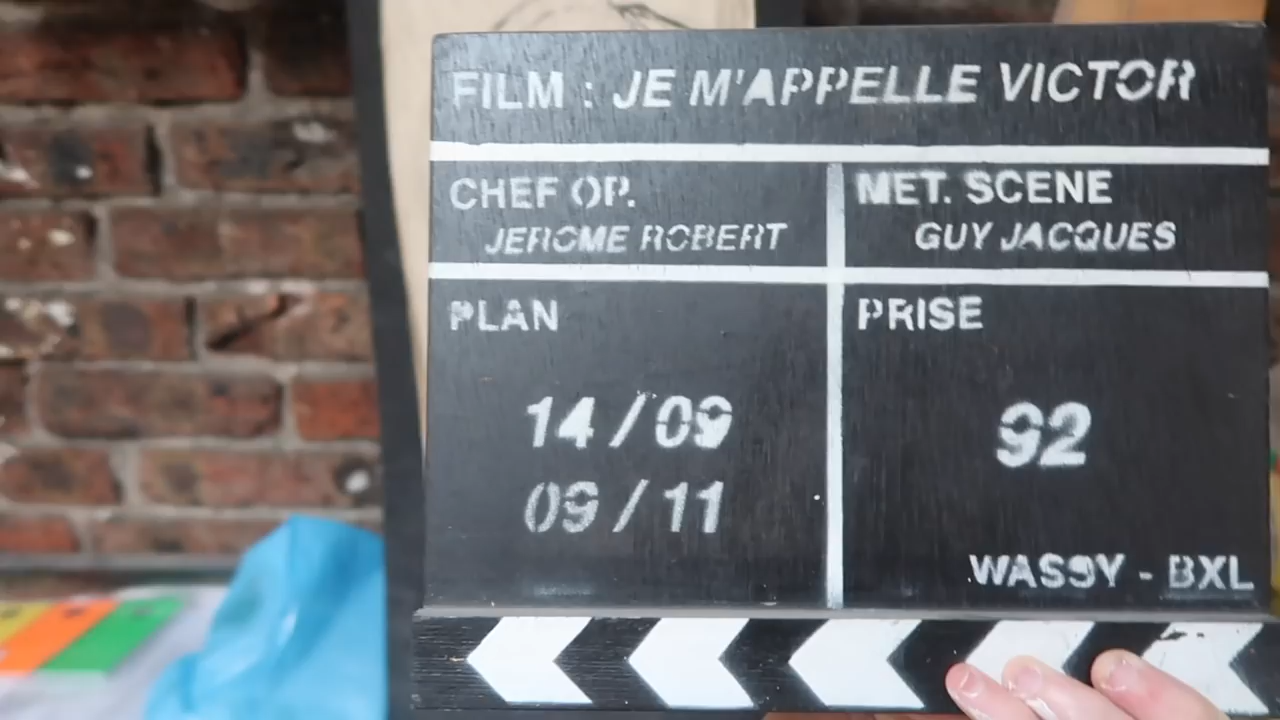 FILM : JE M'APPELLE VICTOR
CHEF OP.
JEROME ROBERT
MET. SCENE
GUY JACQUES
PLAN
14 / 09
09 / 11
PRISE
92
WASSY - BXL